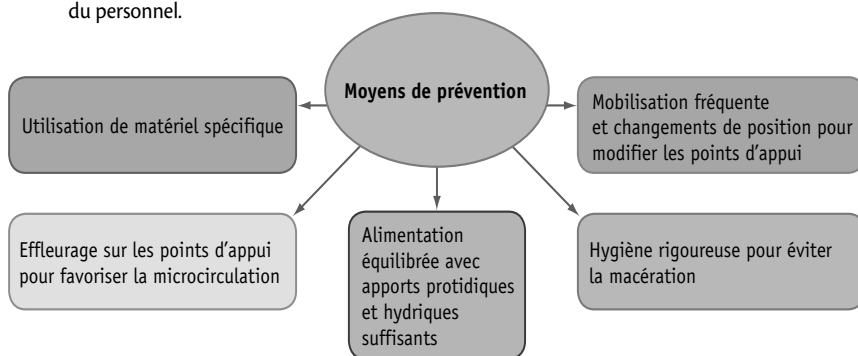 du personnel.
Moyens de prévention
Utilisation de matériel spécifique
Mobilisation fréquente
et changements de position pour
modifier les points d'appui
Effleurage sur les points d'appui
pour favoriser la microcirculation
Alimentation
équilibrée avec
apports protidiques
et hydriques
suffisants
Hygiène rigoureuse pour éviter
la macération